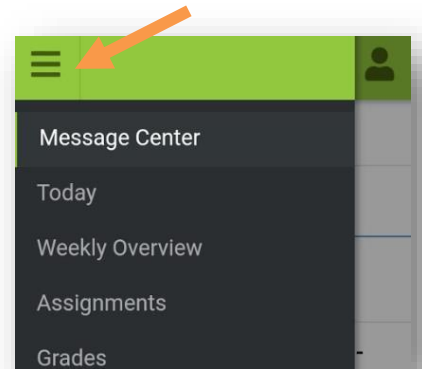 Message Center
Today
Weekly Overview
Assignments
Grades